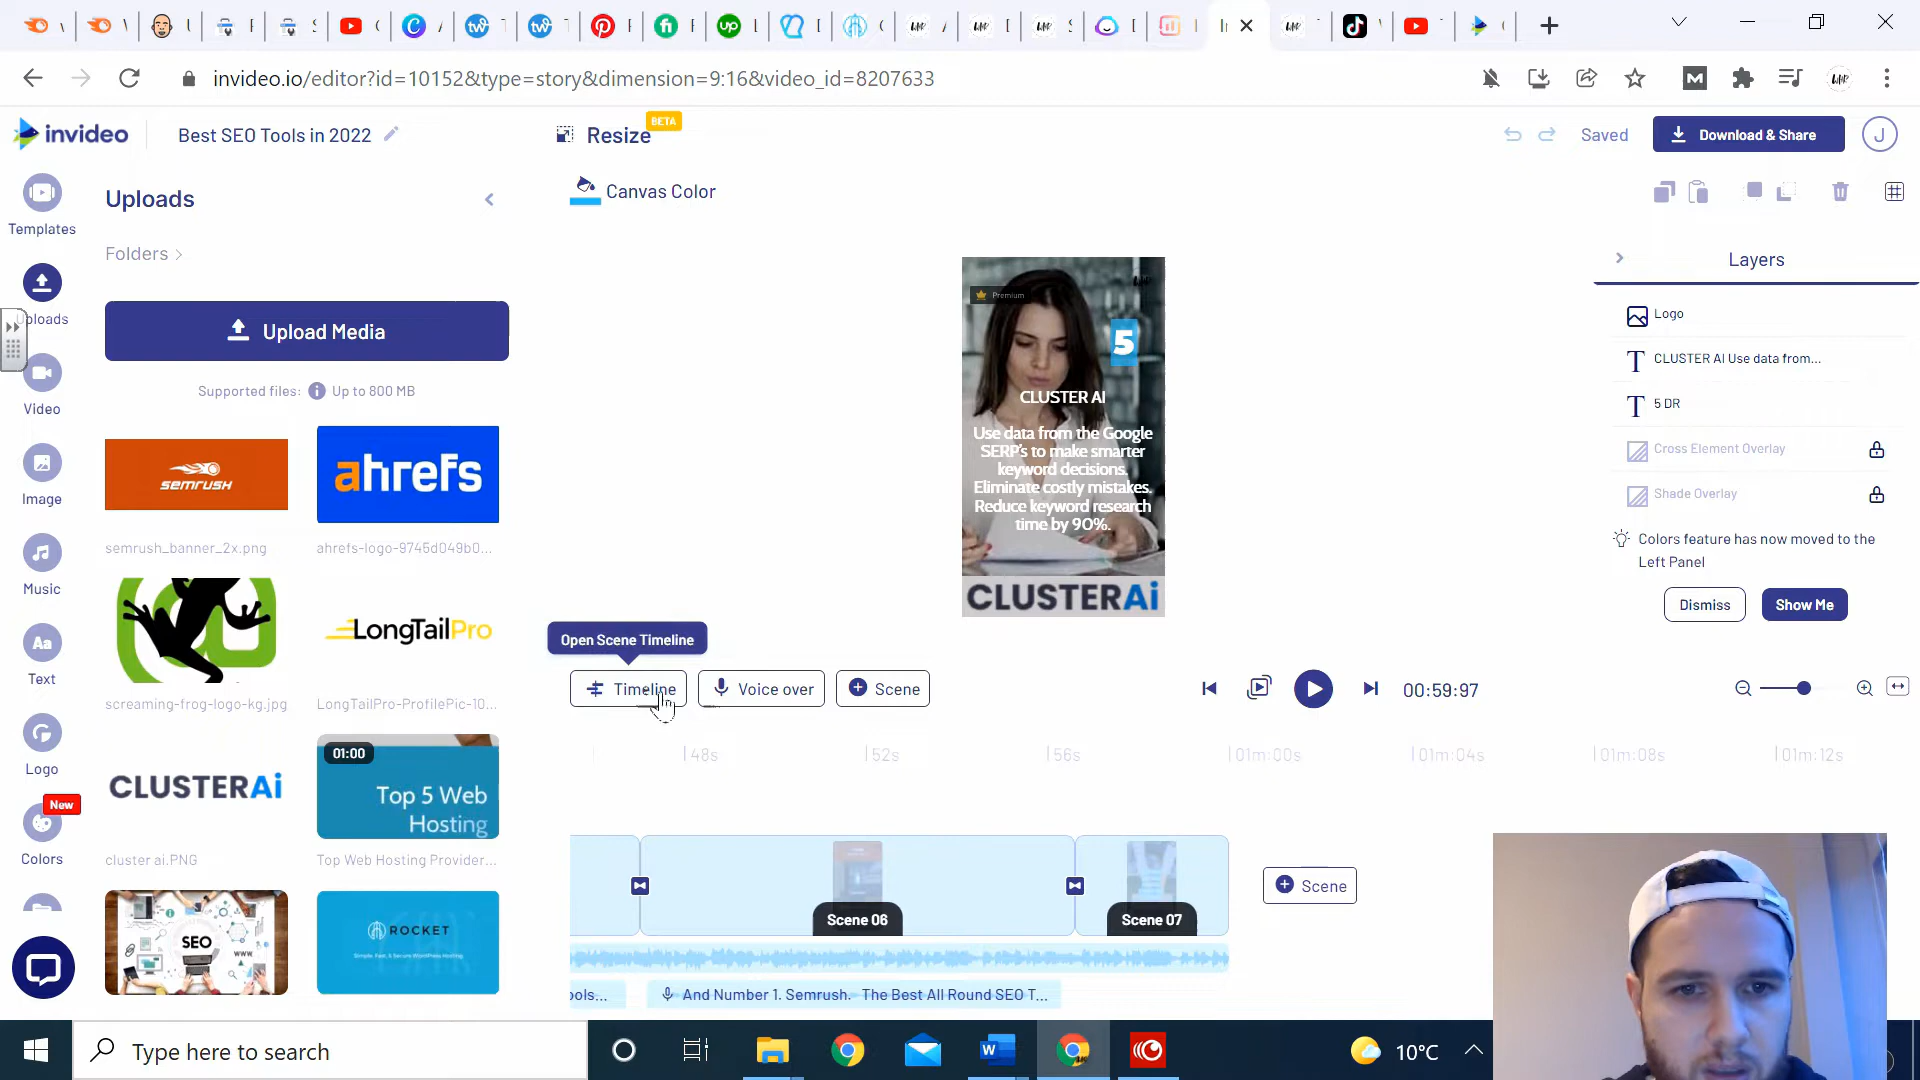 invideo.io/editor?id=10152&type=story&dimension=9:16&video_id=8207633
invideo
Best SEO Tools in 2022
Resize
BETA
Saved
Download & Share
J
Templates
Uploads
Video
Image
Music
Text
Logo
New
Colors
Uploads
Folders >
Upload Media
Supported files: i Up to 800 MB
SEMRUSH
ahrefs
semrush_banner_2x.png
ahrefs-logo-9745d049b0...
LongTailPro
screaming-frog-logo-kg.jpg
LongTailPro-ProfilePic-10...
CLUSTERAi
01:00
Top 5 Web
Hosting
cluster ai.PNG
Top Web Hosting Provider...
SEO
ROCKET
Simple, Fast, & Secure WordPress Hosting
Canvas Color
Premium
5
CLUSTER AI
Use data from the Google
SERP's to make smarter
keyword decisions.
Eliminate costly mistakes.
Reduce keyword research
time by 90%.
CLUSTERAi
Layers
Logo
CLUSTER AI Use data from...
5 DR
Cross Element Overlay
Shade Overlay
Colors feature has now moved to the
Left Panel
Dismiss
Show Me
Open Scene Timeline
Timeline
Voice over
Scene
00:59:97
48s
52s
56s
01m:00s
01m:04s
01m:08s
01m:12s
Scene 06
Scene 07
Scene
ools...
And Number 1. Semrush. The Best All Round SEO T...
Type here to search
10°C